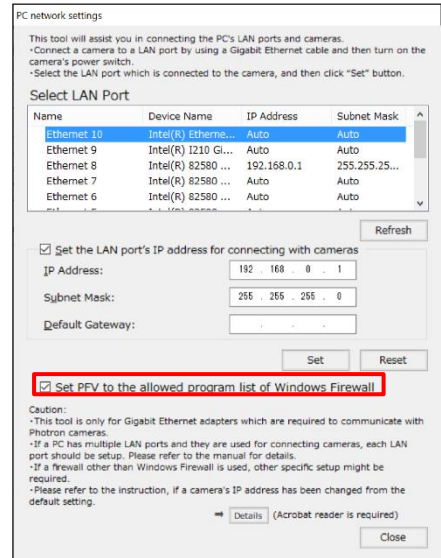 PC network settings
This tool will assist you in connecting the PC's LAN ports and cameras.
・Connect a camera to a LAN port by using a Gigabit Ethernet cable and then turn on the
camera's power switch.
・Select the LAN port which is connected to the camera, and then click "Set" button.
Select LAN Port
Name Device Name IP Address Subnet Mask
Ethernet 10 Intel(R) Etherne... Auto Auto
Ethernet 9 Intel(R) I210 Gi... Auto Auto
Ethernet 8 Intel(R) 82580 ... 192.168.0.1 255.255.25...
Ethernet 7 Intel(R) 82580 ... Auto Auto
Ethernet 6 Intel(R) 82580 ... Auto Auto
Refresh
Set the LAN port's IP address for connecting with cameras
IP Address: 192 . 168 . 0 . 1
Subnet Mask: 255 . 255 . 255 . 0
Default Gateway: . . .
Set Reset
Set PFV to the allowed program list of Windows Firewall
Caution:
・This tool is only for Gigabit Ethernet adapters which are required to communicate with
Photron cameras.
・If a PC has multiple LAN ports and they are used for connecting cameras, each LAN
port should be setup. Please refer to the manual for details.
・If a firewall other than Windows Firewall is used, other specific setup might be
required.
・Please refer to the instruction, if a camera's IP address has been changed from the
default setting.
➡ Details (Acrobat reader is required)
Close